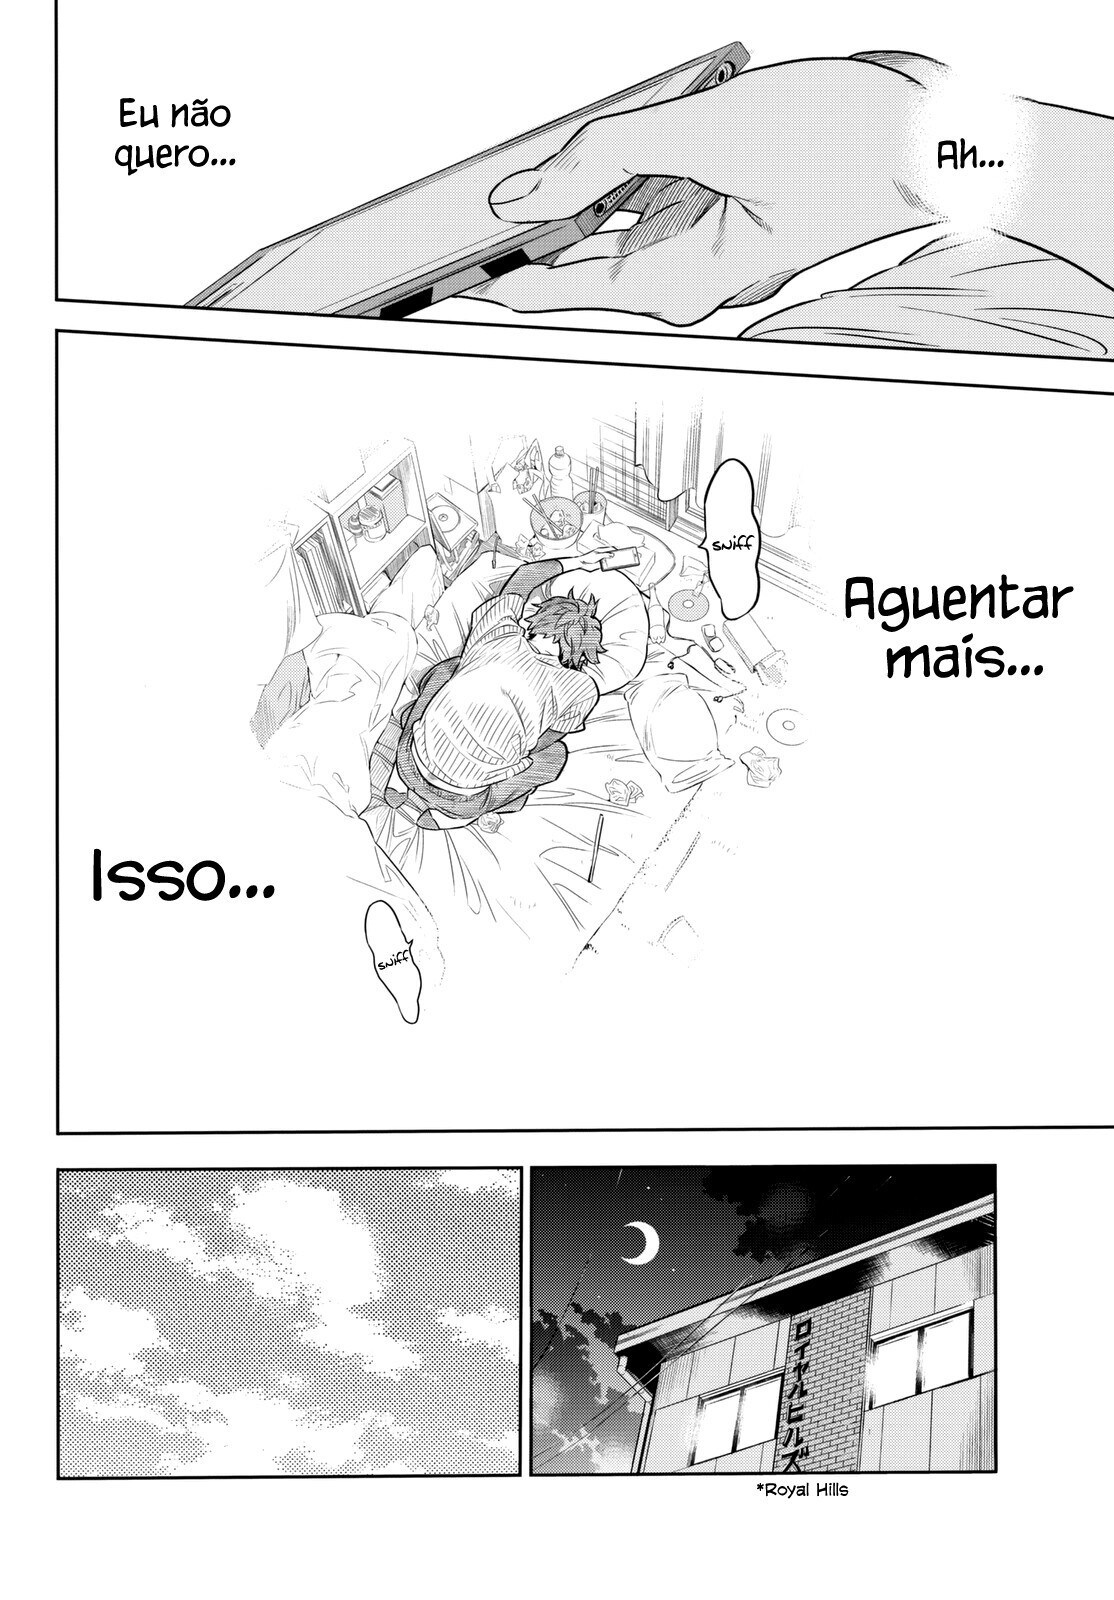 Ah...
Eu não
quero...
sniff
Aguentar
mais...
Isso...
sniff
ロイヤルヒルズ
*Royal Hills